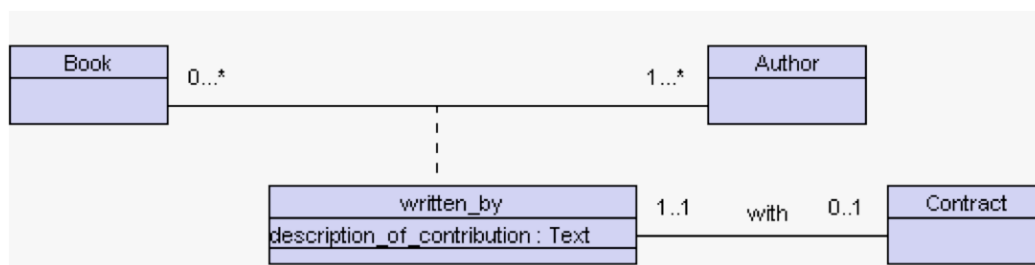 Book
Author
0...*
1...*
written_by
1..1
with
0..1
Contract
description_of_contribution : Text